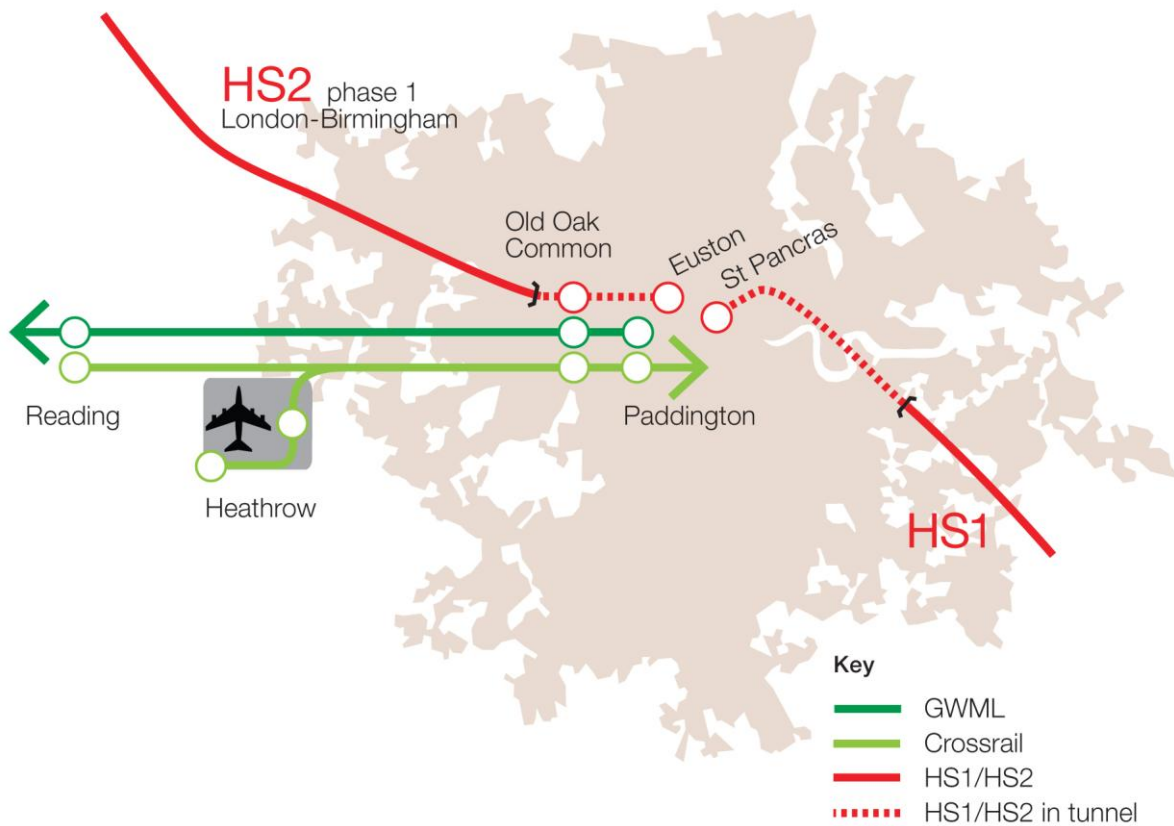 HS2 phase 1
London-Birmingham
Old Oak
Common
Euston
St Pancras
Reading
Paddington
Heathrow
HS1
Key
GWML
Crossrail
HS1/HS2
HS1/HS2 in tunnel